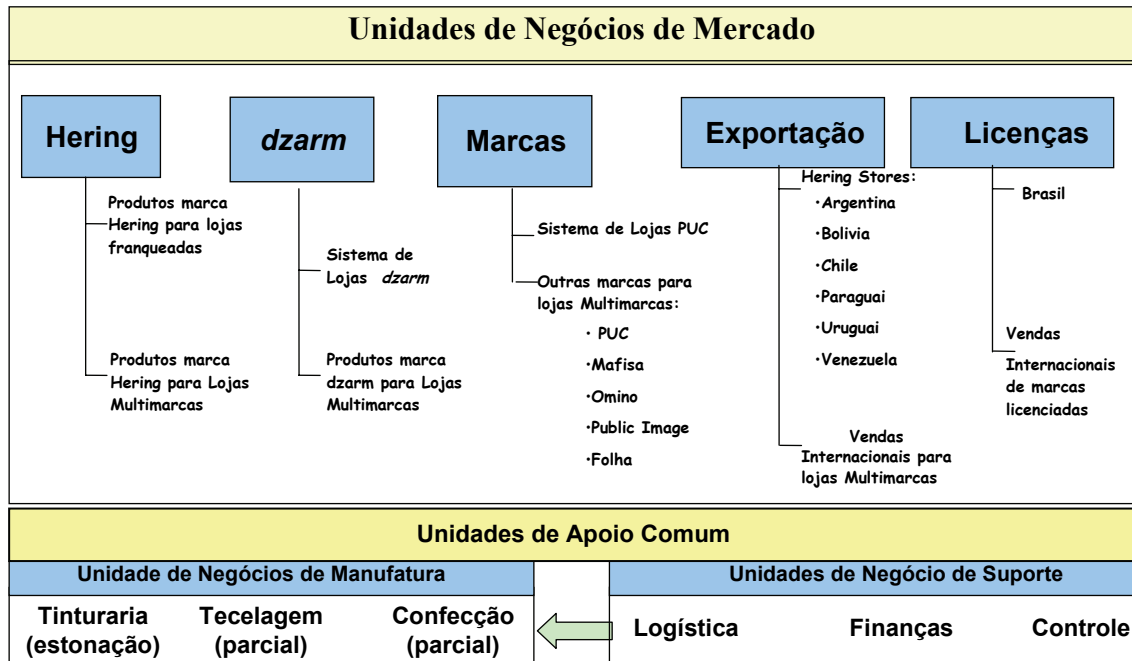 Unidades de Negócios de Mercado
Hering
dzarm
Marcas
Exportação
Licenças
Produtos marca
Hering para lojas
franqueadas
Produtos marca
Hering para Lojas
Multimarcas
Sistema de
Lojas dzarm
Produtos marca
dzarm para Lojas
Multimarcas
Sistema de Lojas PUC
Outras marcas para
lojas Multimarcas:
· PUC
·Mafisa
·Omino
·Public Image
·Folha
Hering Stores:
·Argentina
·Bolivia
·Chile
·Paraguai
·Uruguai
·Venezuela
Vendas
Internacionais para
lojas Multimarcas
Brasil
Vendas
Internacionais
de marcas
licenciadas
Unidades de Apoio Comum
Unidade de Negócios de Manufatura
Tinturaria
(estonação)
Tecelagem
(parcial)
Confecção
(parcial)
Unidades de Negócio de Suporte
Logística
Finanças
Controle